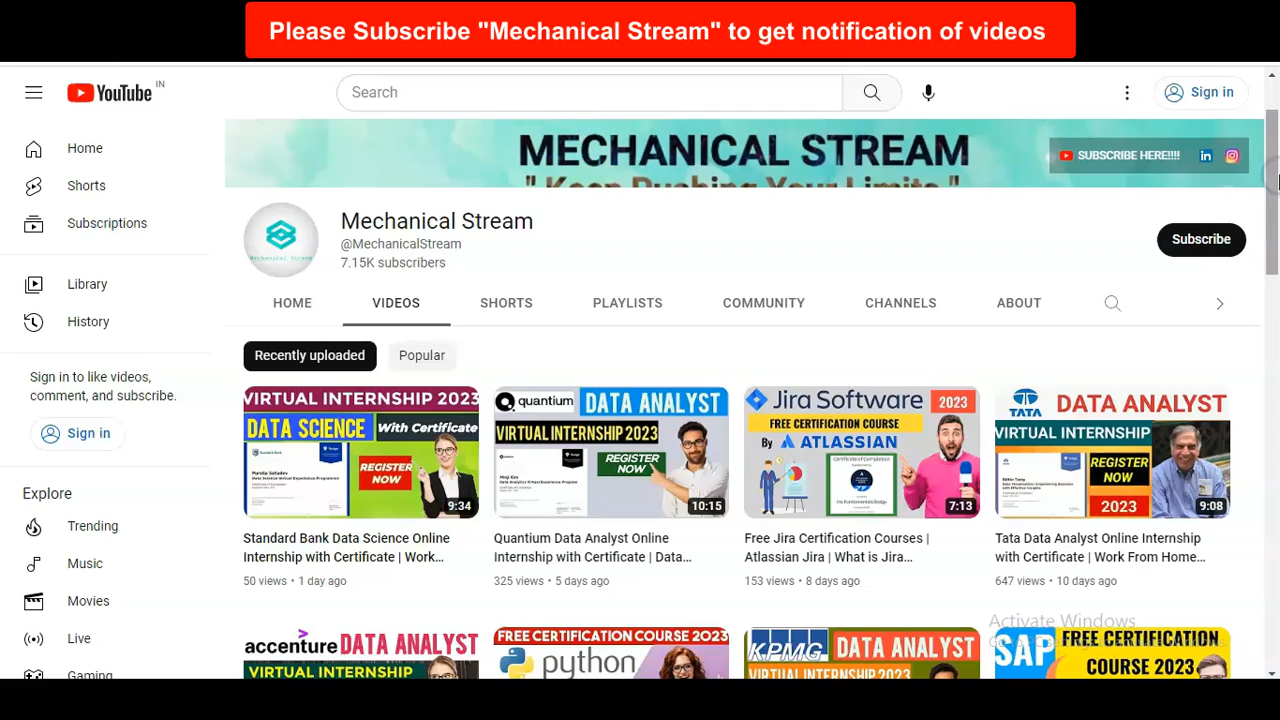 Please Subscribe "Mechanical Stream" to get notification of videos
YouTube IN
Search
Sign in
Home
Shorts
Subscriptions
Library
History
Sign in to like videos,
comment, and subscribe.
Sign in
Explore
Trending
Music
Movies
Live
Gaming
MECHANICAL STREAM
" Keep Pushing Your Limits "
SUBSCRIBE HERE!!!!
Mechanical Stream
@MechanicalStream
7.15K subscribers
Subscribe
HOME
VIDEOS
SHORTS
PLAYLISTS
COMMUNITY
CHANNELS
ABOUT
Recently uploaded
Popular
VIRTUAL INTERNSHIP 2023
DATA SCIENCE
With Certificate
REGISTER
NOW
9:34
Standard Bank Data Science Online
Internship with Certificate | Work...
50 views • 1 day ago
quantium
DATA ANALYST
VIRTUAL INTERNSHIP 2023
REGISTER
NOW
10:15
Quantium Data Analyst Online
Internship with Certificate | Data...
325 views • 5 days ago
Jira Software
2023
FREE CERTIFICATION COURSE
By ATLASSIAN
Certificate of Completion
7:13
Free Jira Certification Courses |
Atlassian Jira | What is Jira...
153 views • 8 days ago
TATA
DATA ANALYST
VIRTUAL INTERNSHIP
REGISTER
NOW
2023
9:08
Tata Data Analyst Online Internship
with Certificate | Work From Home...
647 views • 10 days ago
accenture DATA ANALYST
VIRTUAL INTERNSHIP
FREE CERTIFICATION COURSE 2023
python
KPMG
DATA ANALYST
VIRTUAL INTERNSHIP 2023
SAP
FREE CERTIFICATION
COURSE 2023
Activate Windows